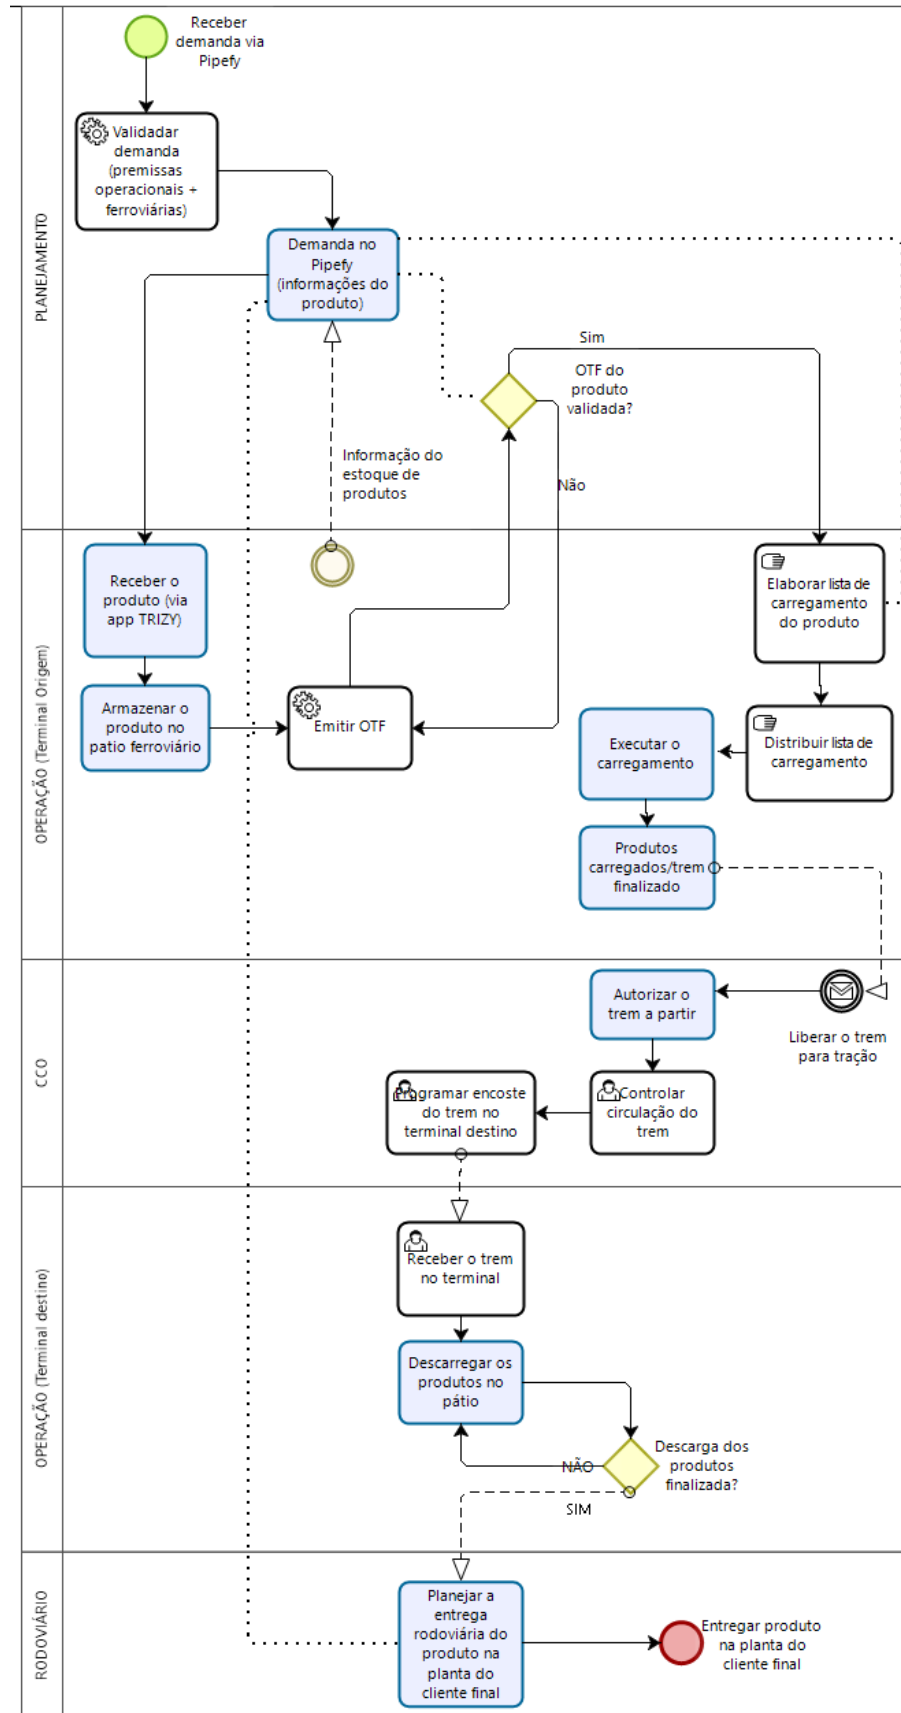 PLANEJAMENTO
Receber
demanda via
Pipefy
Validadar
demanda
(premissas
operacionais +
ferroviárias)
Demanda no
Pipefy
(informações do
produto)
Sim
OTF do
produto
validada?
Não
Informação do
estoque de
produtos
OPERAÇÃO (Terminal Origem)
Receber o
produto (via
app TRIZY)
Elaborar lista de
carregamento
do produto
Armazenar o
produto no
patio ferroviário
Emitir OTF
Executar o
carregamento
Distribuir lista de
carregamento
Produtos
carregados/trem
finalizado
CCO
Autorizar o
trem a partir
Liberar o trem
para tração
Programar encoste
do trem no
terminal destino
Controlar
circulação do
trem
OPERAÇÃO (Terminal destino)
Receber o trem
no terminal
Descarregar os
produtos no
pátio
NÃO
Descarga dos
produtos
finalizada?
SIM
RODOVIÁRIO
Planejar a
entrega
rodoviária do
produto na
planta do
cliente final
Entregar produto
na planta do
cliente final